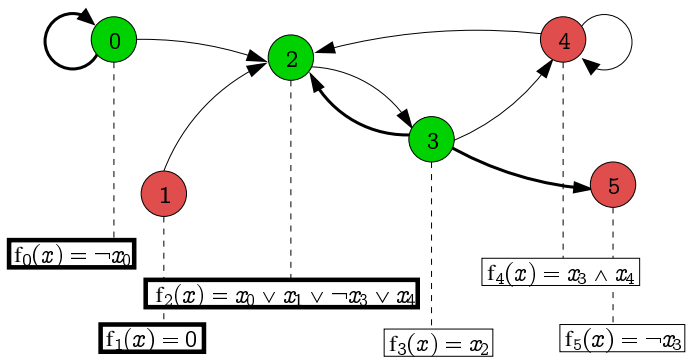 0
4
2
3
1
5
f₀(x) = ¬x₀
f₄(x) = x₃ ∧ x₄
f₂(x) = x₀ ∨ x₁ ∨ ¬x₃ ∨ x₄
f₁(x) = 0
f₃(x) = x₂
f₅(x) = ¬x₃